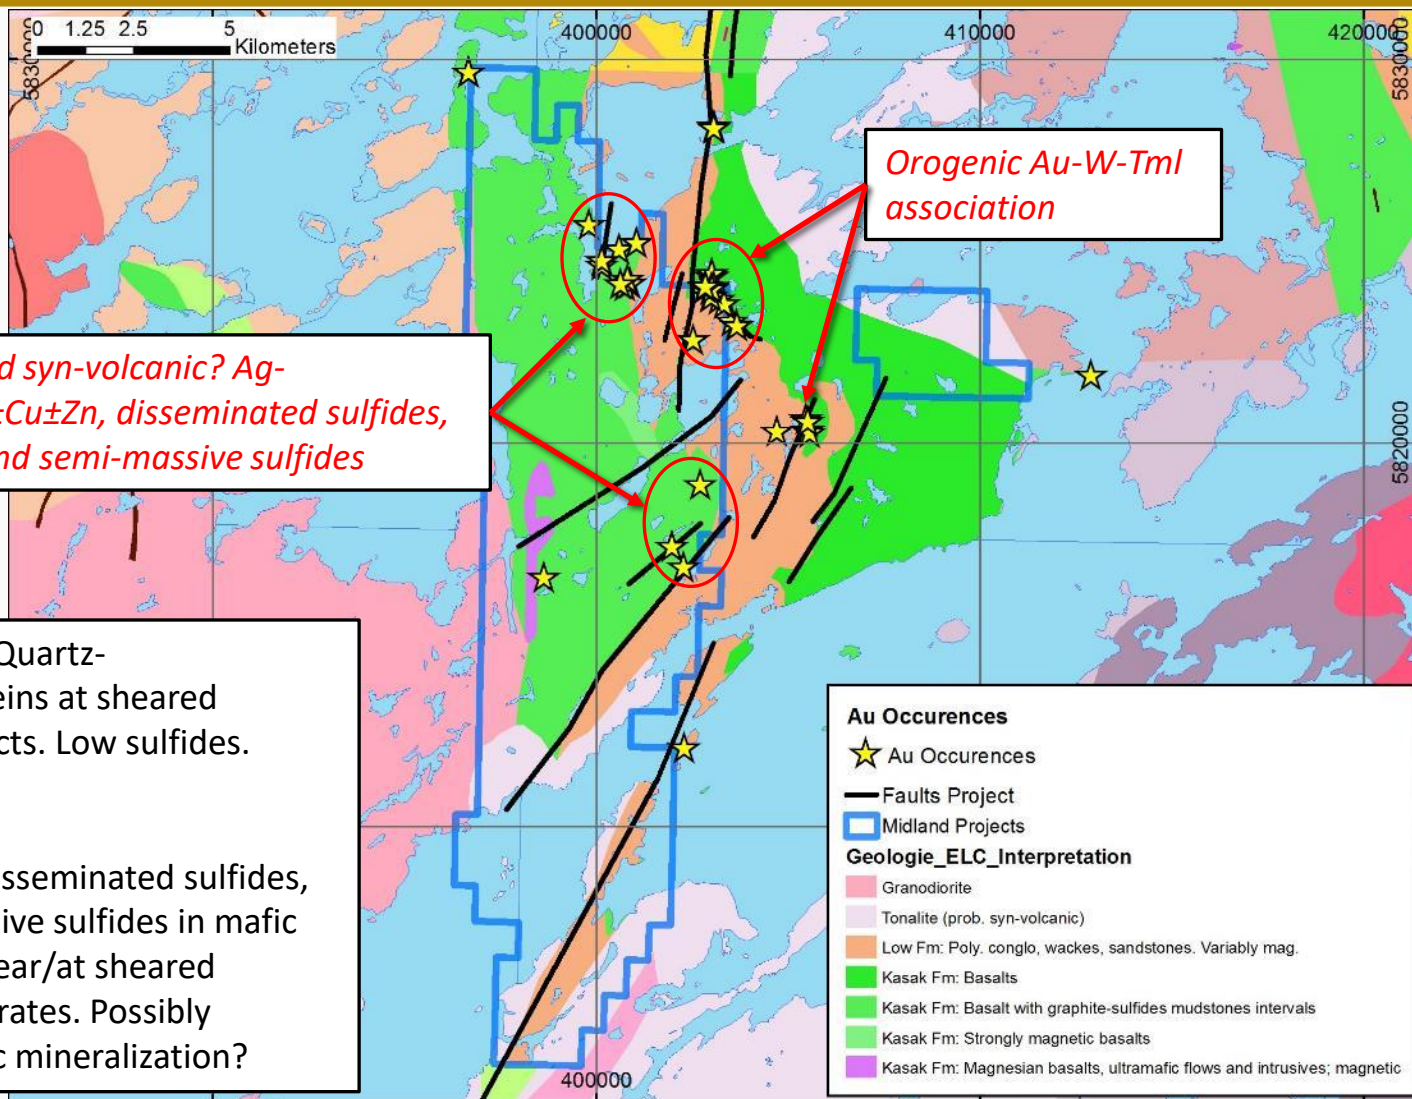 0 1.25 2.5 5
Kilometers
400000
410000
420000
5830000
5830000
Orogenic Au-W-Tml
association
d syn-volcanic? Ag-
±Cu±Zn, disseminated sulfides,
nd semi-massive sulfides
5820000
Quartz-
eins at sheared
cts. Low sulfides.
isseminated sulfides,
ive sulfides in mafic
ear/at sheared
rates. Possibly
c mineralization?
400000
Au Occurences
Au Occurences
Faults Project
Midland Projects
Geologie_ELC_Interpretation
Granodiorite
Tonalite (prob. syn-volcanic)
Low Fm: Poly. conglo, wackes, sandstones. Variably mag.
Kasak Fm: Basalts
Kasak Fm: Basalt with graphite-sulfides mudstones intervals
Kasak Fm: Strongly magnetic basalts
Kasak Fm: Magnesian basalts, ultramafic flows and intrusives; magnetic